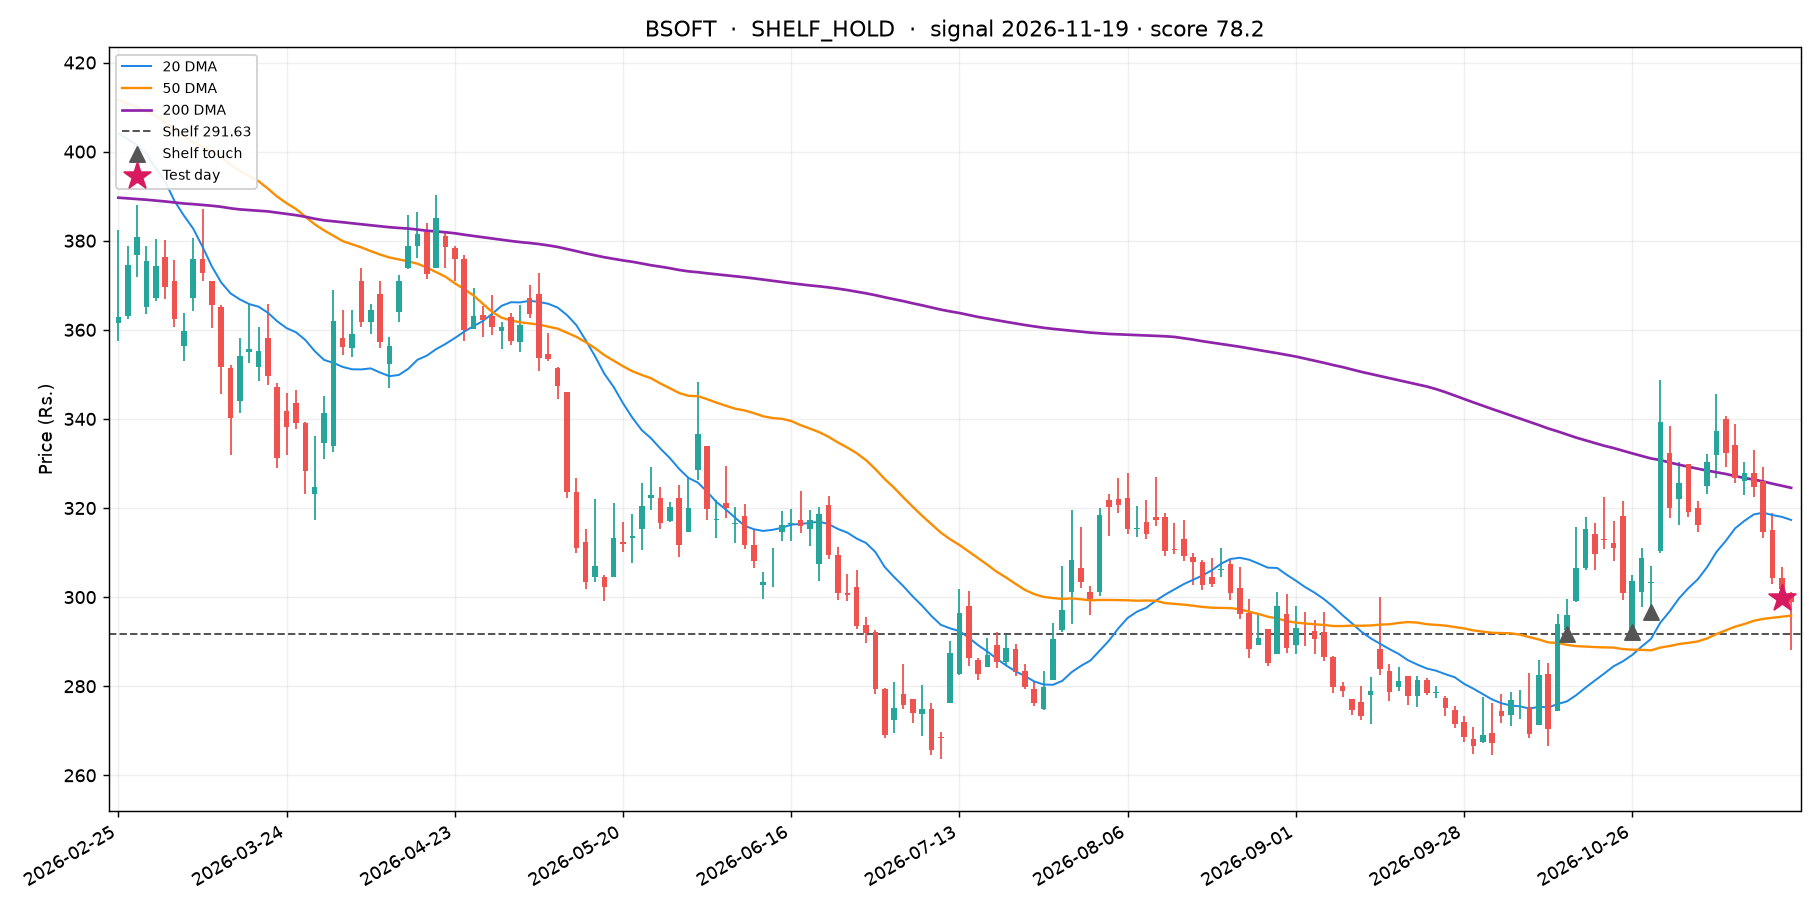 BSOFT · SHELF_HOLD · signal 2026-11-19 · score 78.2
20 DMA
50 DMA
200 DMA
Shelf 291.63
Shelf touch
Test day
Price (Rs.)
420
400
380
360
340
320
300
280
260
2026-02-25
2026-03-24
2026-04-23
2026-05-20
2026-06-16
2026-07-13
2026-08-06
2026-09-01
2026-09-28
2026-10-26